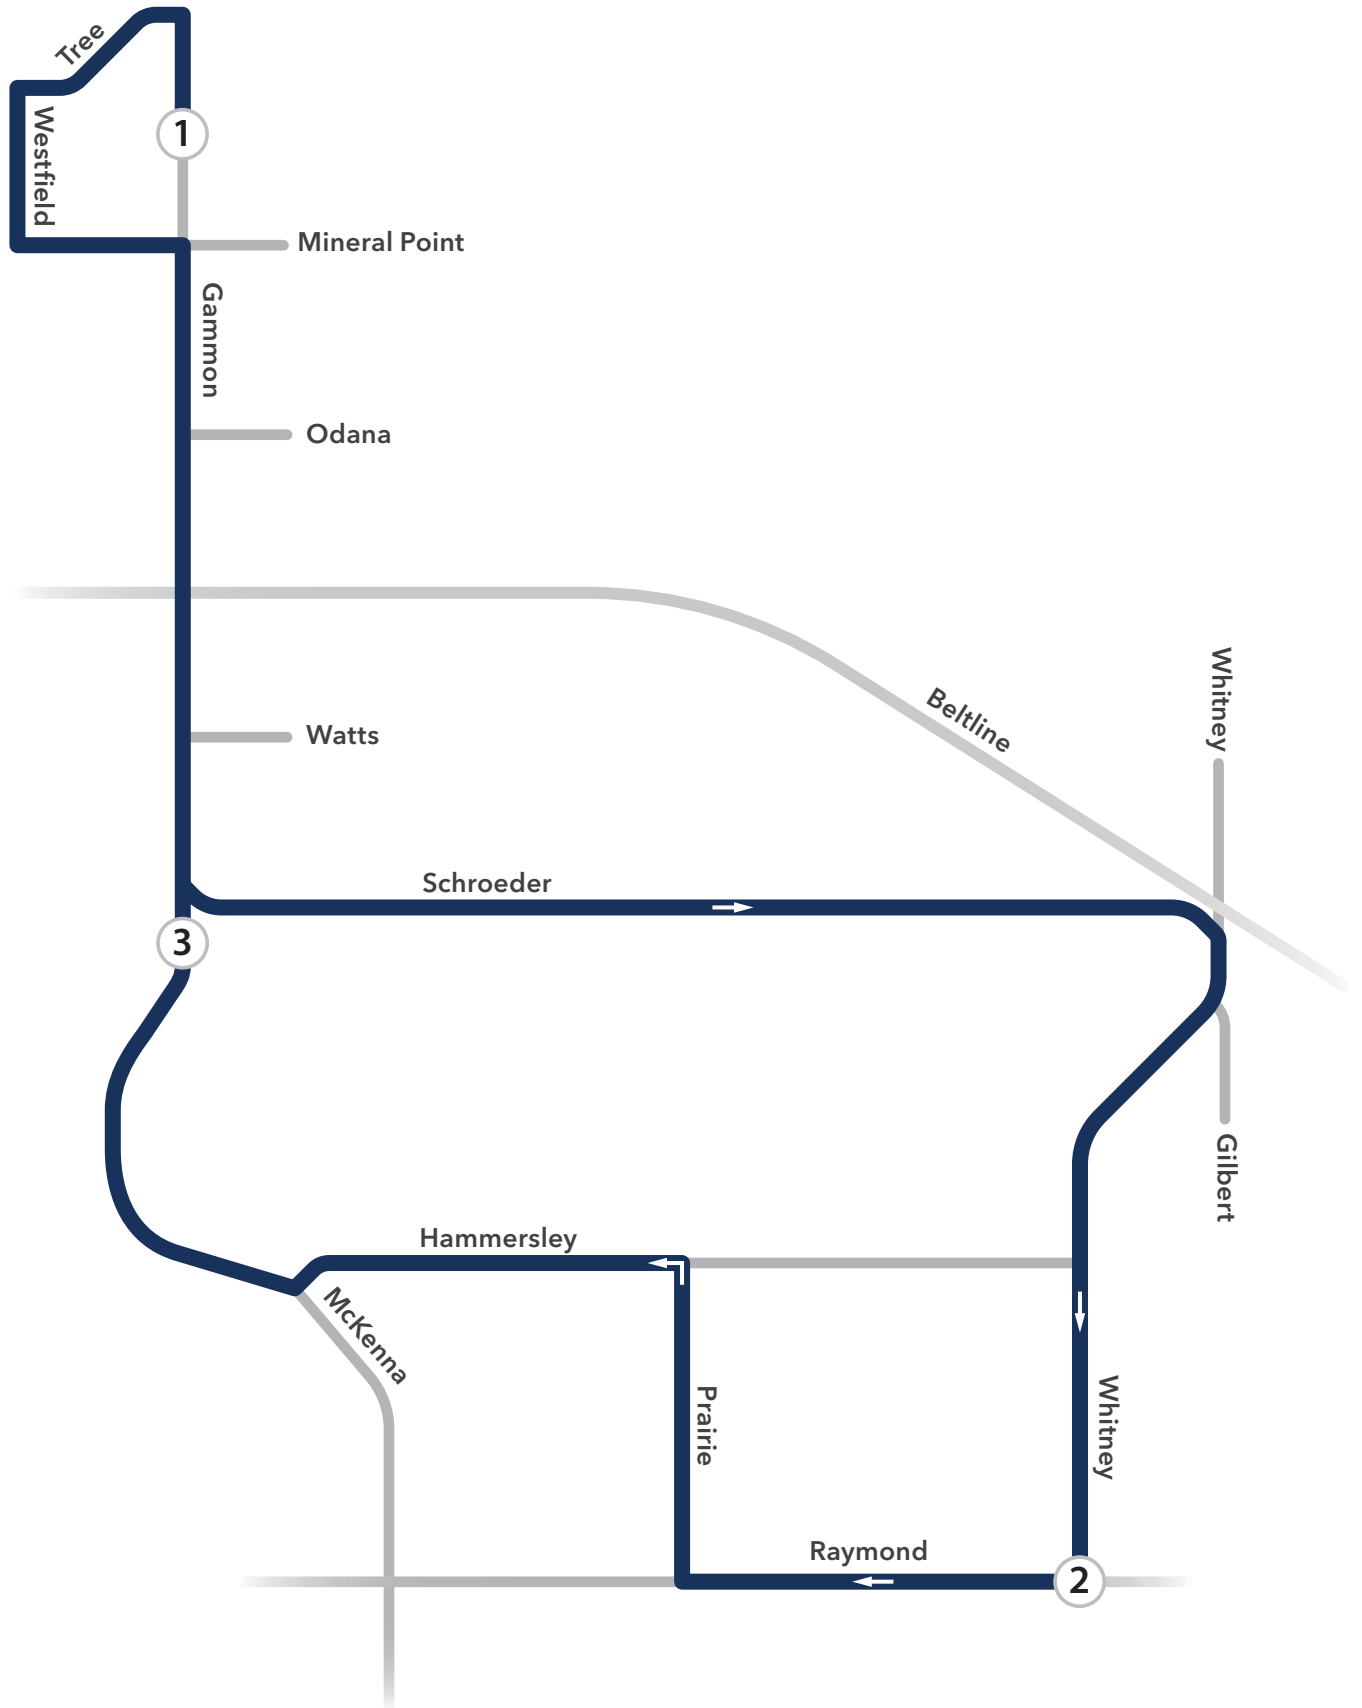 Tree
Westfield
1
Mineral Point
Gammon
Odana
Beltline
Whitney
Watts
Schroeder
3
Gilbert
Hammersley
McKenna
Prairie
Whitney
Raymond
2